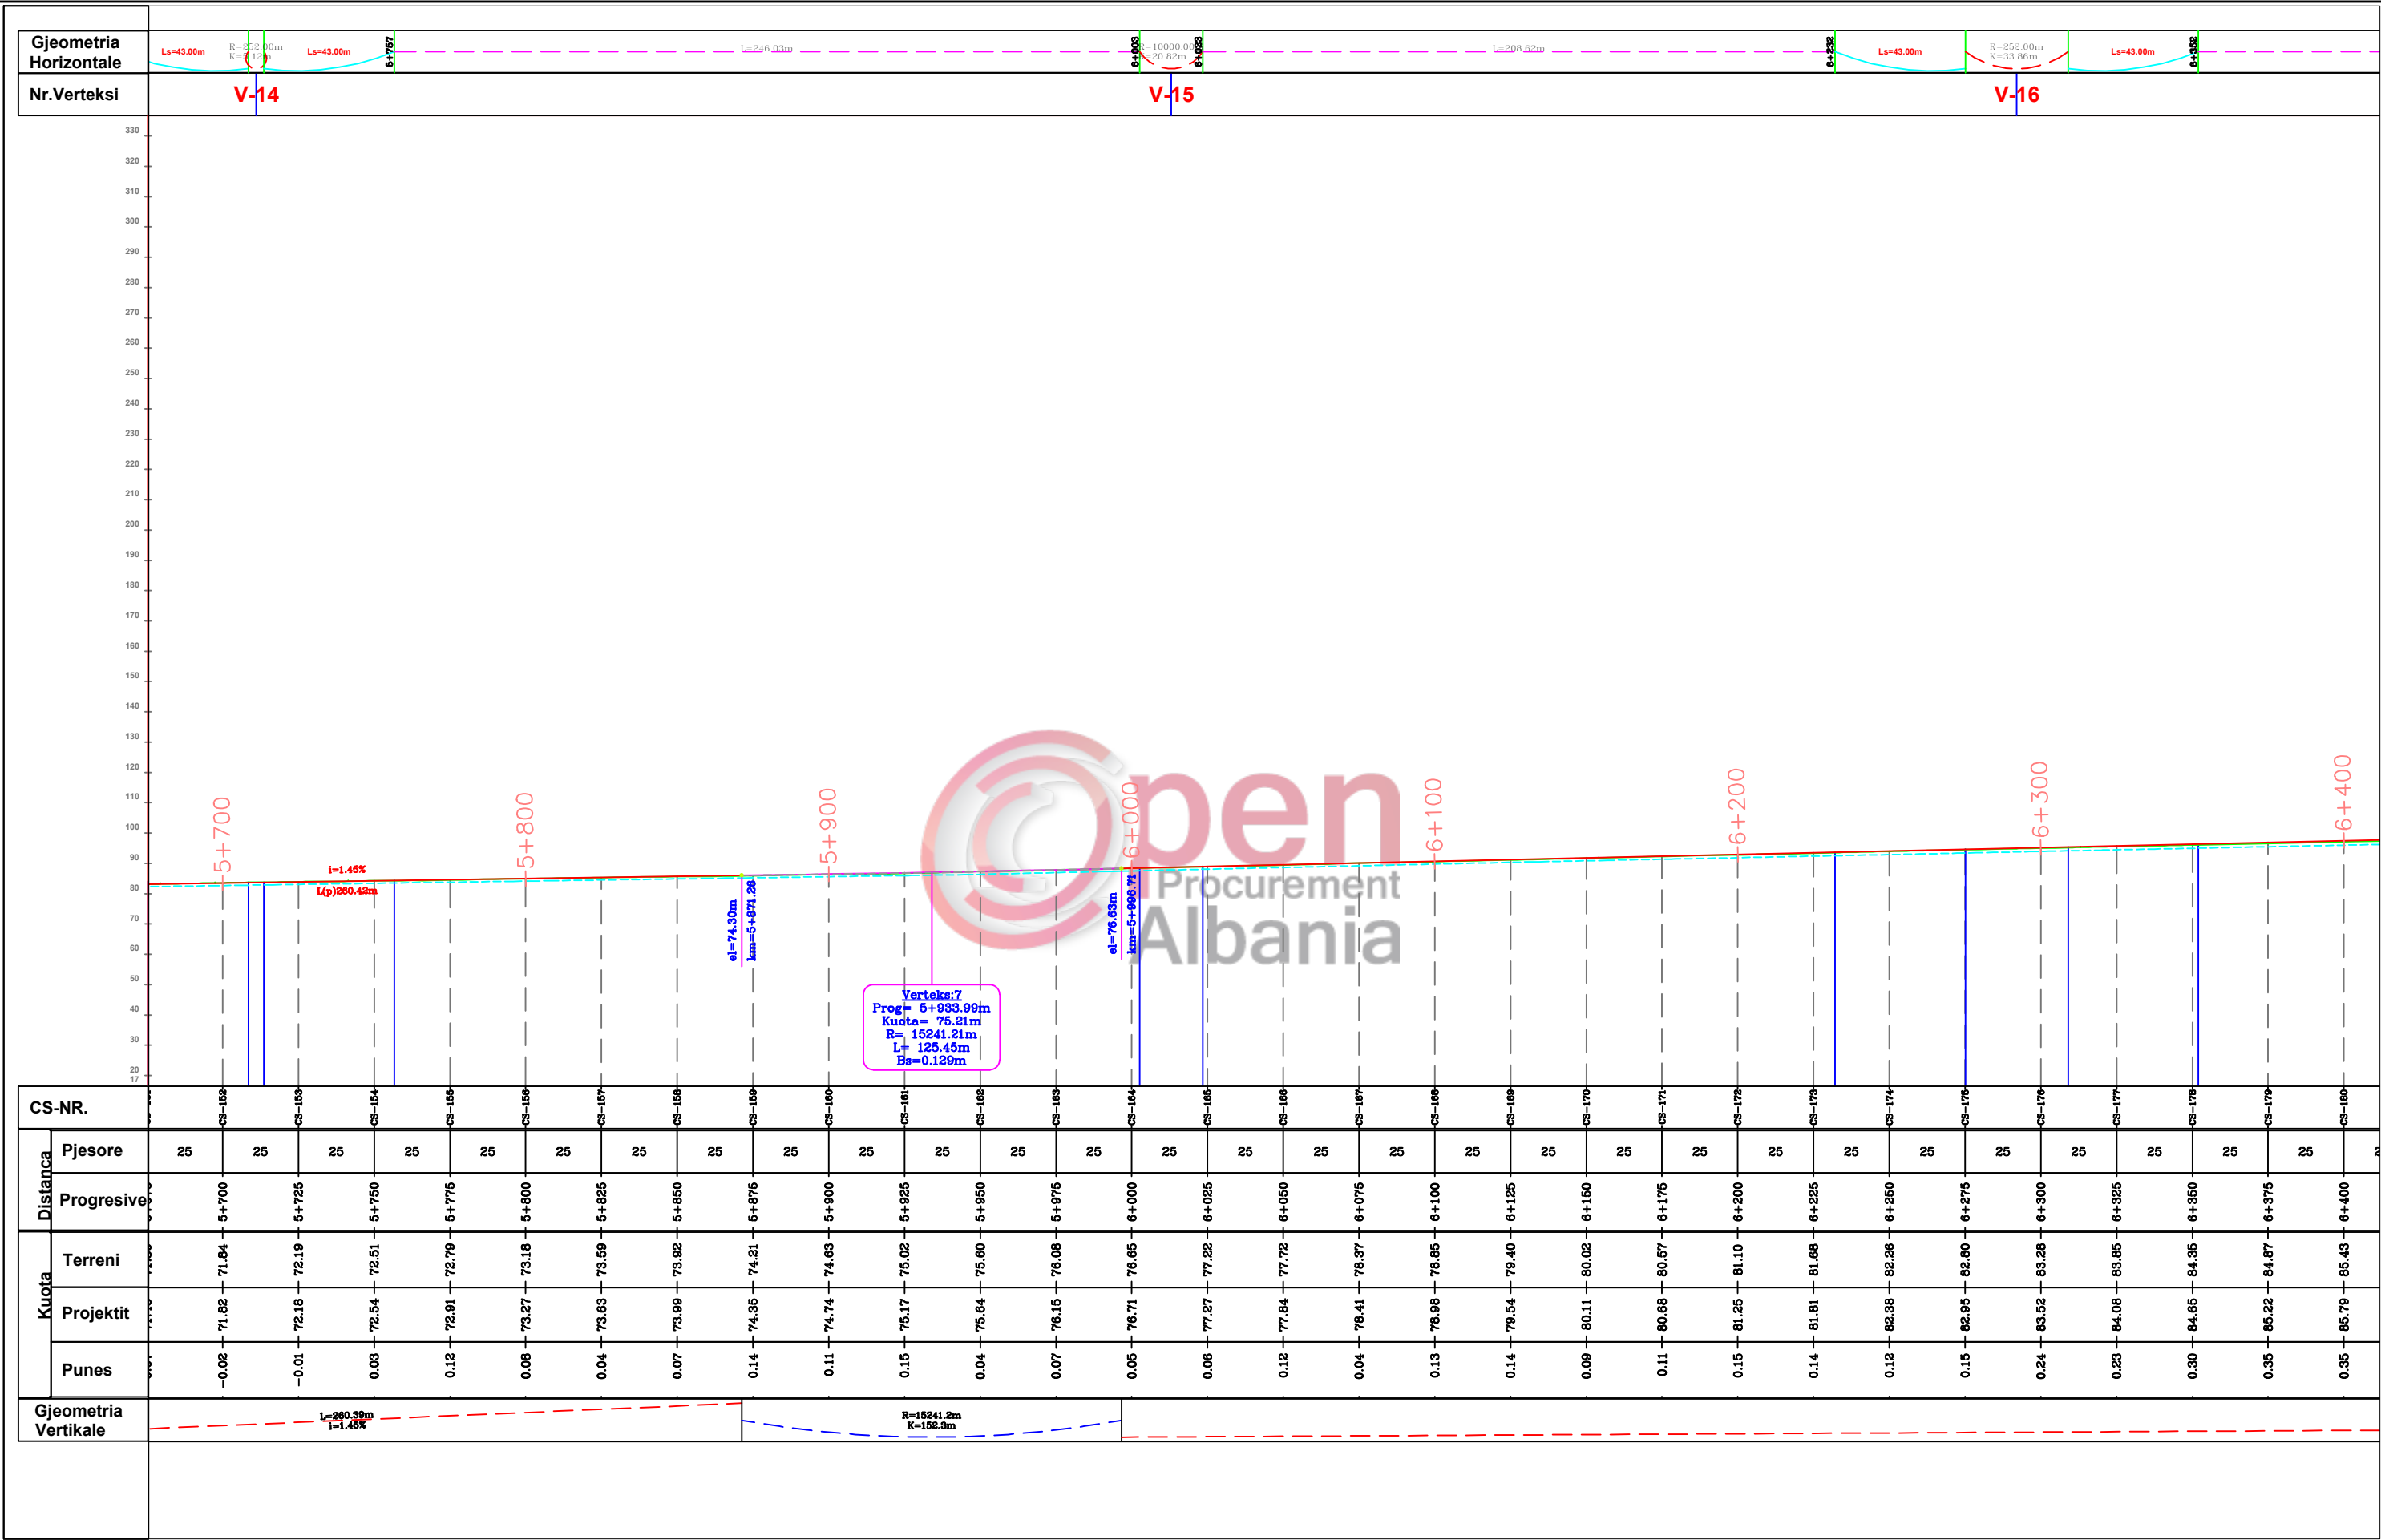 Gjeometria
Horizontale
Ls=43.00m
R=252.00m
Ls=43.00m
5+757
L=246.03m
6+003
R=10000.00
K=20.82m
6+023
L=208.62m
6+232
Ls=43.00m
R=252.00m
K=33.86m
Ls=43.00m
6+352
Nr.Verteksi
V-14
V-15
V-16
330
320
310
300
290
280
270
260
250
240
230
220
210
200
190
180
170
160
150
140
130
120
110
100
90
80
70
60
50
40
30
20
17
5+700
5+800
5+900
6+000
6+100
6+200
6+300
6+400
i=1.45%
L(p)260.42m
el=74.30m
km=5+871.26
el=76.63m
km=5+996.71
Open
Procurement
Albania
Verteks:7
Prog= 5+933.99m
Kuota= 75.21m
R= 15241.21m
L= 125.45m
Bs=0.129m
CS-NR.
CS-152 CS-153 CS-154 CS-155 CS-156 CS-157 CS-158 CS-159 CS-160 CS-161 CS-162 CS-163 CS-164 CS-165 CS-166 CS-167 CS-168 CS-169 CS-170 CS-171 CS-172 CS-173 CS-174 CS-175 CS-176 CS-177 CS-178 CS-179 CS-180
Distanca
Pjesore
25 25 25 25 25 25 25 25 25 25 25 25 25 25 25 25 25 25 25 25 25 25 25 25 25 25 25 25 25
Progresive
5+700 5+725 5+750 5+775 5+800 5+825 5+850 5+875 5+900 5+925 5+950 5+975 6+000 6+025 6+050 6+075 6+100 6+125 6+150 6+175 6+200 6+225 6+250 6+275 6+300 6+325 6+350 6+375 6+400
Kuota
Terreni
71.84 72.19 72.51 72.79 73.18 73.59 73.92 74.21 74.63 75.02 75.60 76.08 76.65 77.22 77.72 78.37 78.85 79.40 80.02 80.57 81.10 81.68 82.26 82.80 83.28 83.85 84.35 84.87 85.43
Projektit
71.82 72.18 72.54 72.91 73.27 73.63 73.99 74.35 74.74 75.17 75.64 76.15 76.71 77.27 77.84 78.41 78.98 79.54 80.11 80.68 81.25 81.81 82.38 82.95 83.52 84.08 84.65 85.22 85.79
Punes
-0.02 -0.01 0.03 0.12 0.08 0.04 0.07 0.14 0.11 0.15 0.04 0.07 0.05 0.06 0.12 0.04 0.13 0.14 0.09 0.11 0.15 0.14 0.12 0.15 0.24 0.23 0.30 0.35 0.35
Gjeometria
Vertikale
L=260.39m
i=1.45%
R=15241.2m
K=152.3m